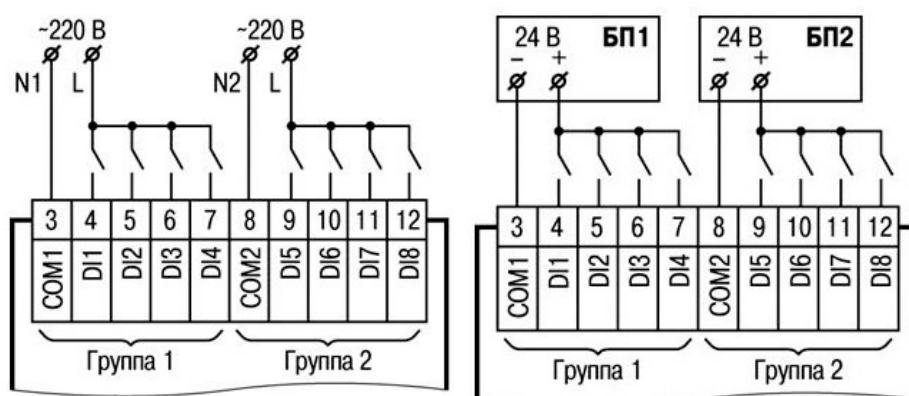 ~220 В ~220 В
N1 L N2 L
3 4 5 6 7 8 9 10 11 12
COM1 DI1 DI2 DI3 DI4 COM2 DI5 DI6 DI7 DI8
Группа 1 Группа 2
24 В БП1 24 В БП2
− + − +
3 4 5 6 7 8 9 10 11 12
COM1 DI1 DI2 DI3 DI4 COM2 DI5 DI6 DI7 DI8
Группа 1 Группа 2